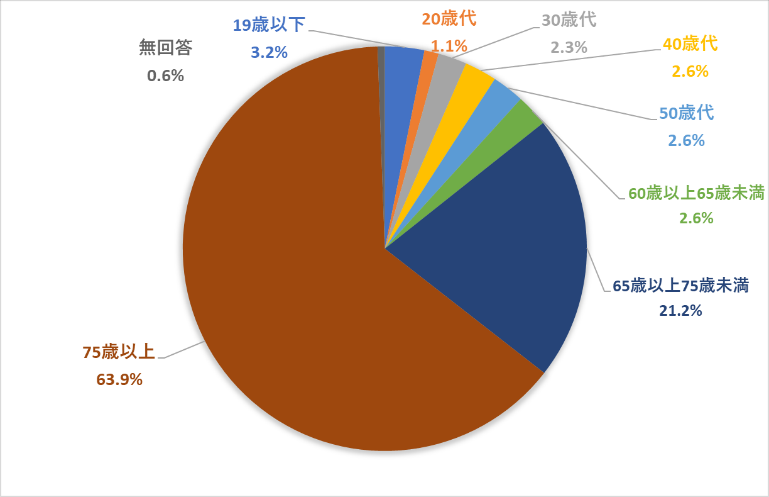 19歳以下
3.2%
20歳代
1.1%
30歳代
2.3%
40歳代
2.6%
50歳代
2.6%
60歳以上65歳未満
2.6%
65歳以上75歳未満
21.2%
75歳以上
63.9%
無回答
0.6%